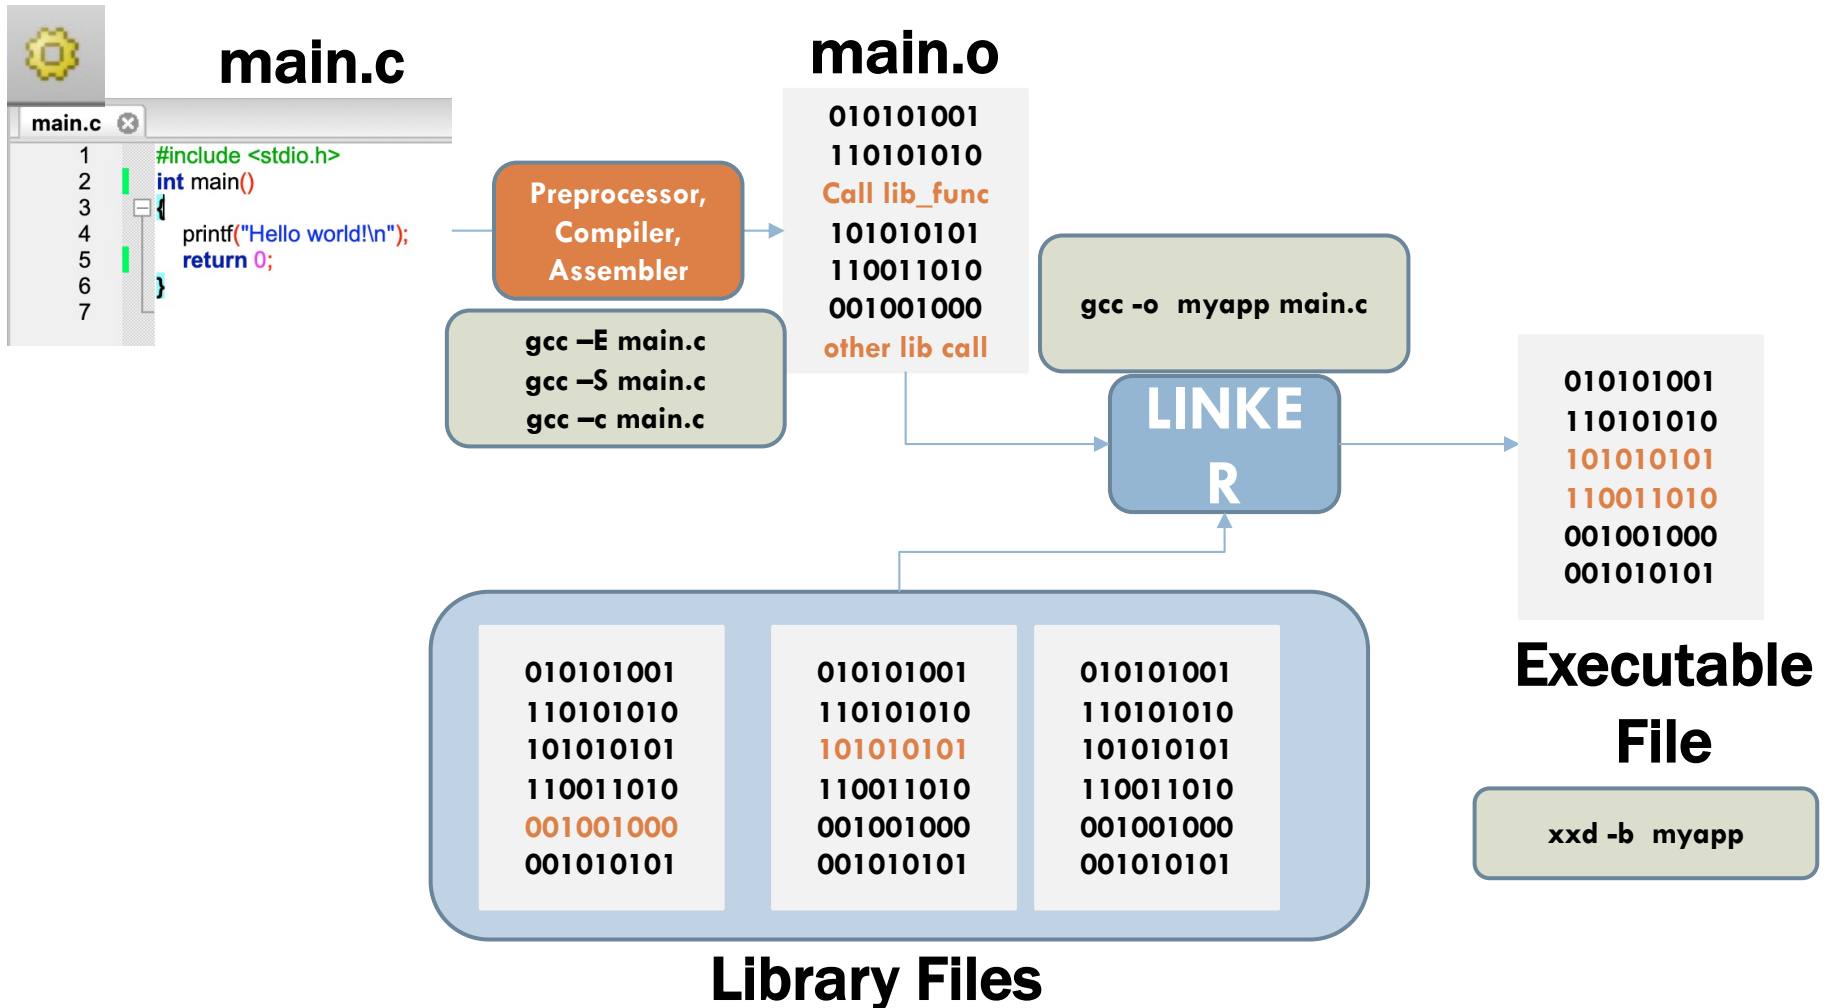 main.c
main.c
1 #include <stdio.h>
2 int main()
3 {
4 printf("Hello world!\n");
5 return 0;
6 }
7
Preprocessor,
Compiler,
Assembler
gcc –E main.c
gcc –S main.c
gcc –c main.c
main.o
010101001
110101010
Call lib_func
101010101
110011010
001001000
other lib call
gcc -o  myapp main.c
LINKE
R
010101001
110101010
101010101
110011010
001001000
001010101
Executable
File
xxd -b  myapp
010101001
110101010
101010101
110011010
001001000
001010101
010101001
110101010
101010101
110011010
001001000
001010101
010101001
110101010
101010101
110011010
001001000
001010101
Library Files